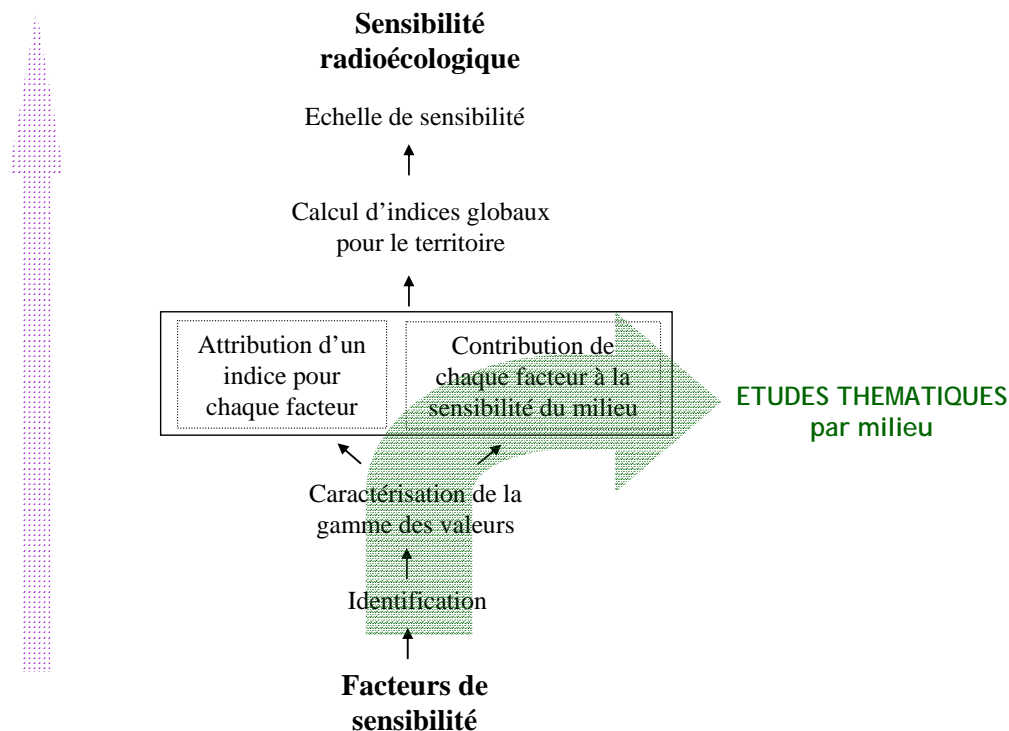 Sensibilité
radioécologique
Echelle de sensibilité
Calcul d’indices globaux
pour le territoire
Attribution d’un
indice pour
chaque facteur
Contribution de
chaque facteur à la
sensibilité du milieu
ETUDES THEMATIQUES
par milieu
Caractérisation de la
gamme des valeurs
Identification
Facteurs de
sensibilité